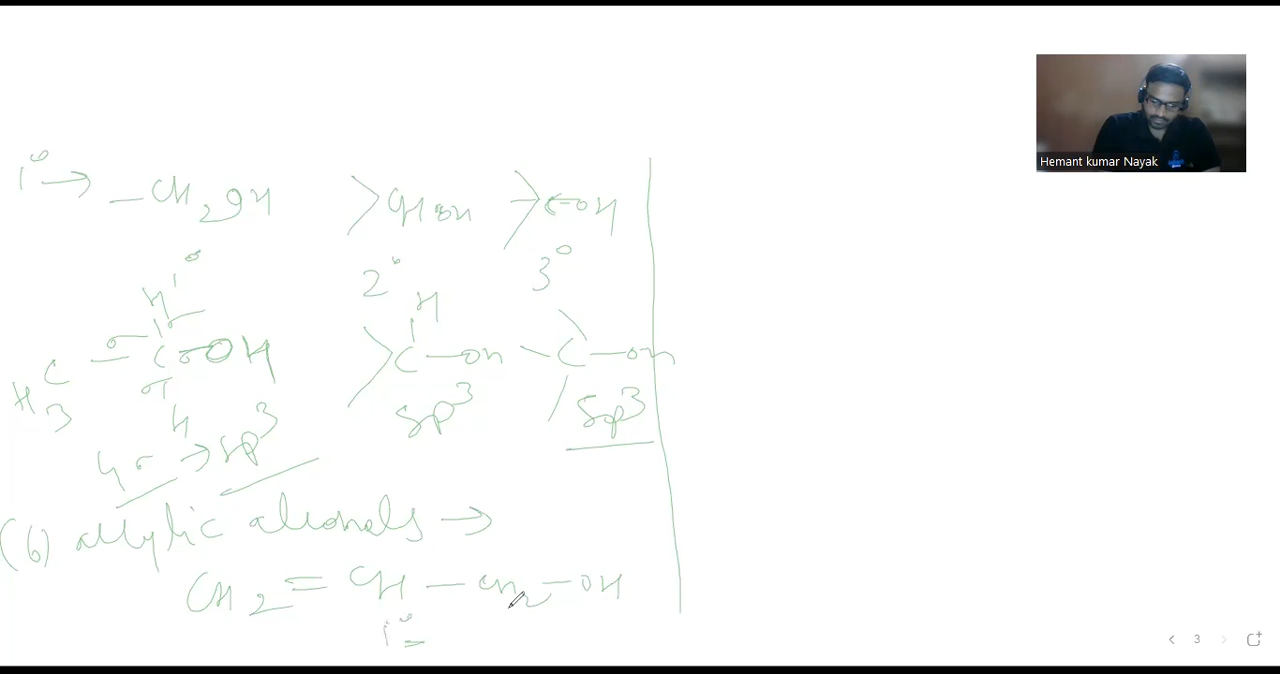 Hemant kumar Nayak
1° → -CH2OH >CHOH >C-OH
2° 3°
H
H
H3C - C - OH >C-OH -C-OH
σ σ σ σ
H
sp3 sp3
4σ → sp3
(b) allylic alcohols →
CH2 = CH - CH2 - OH
1°
3